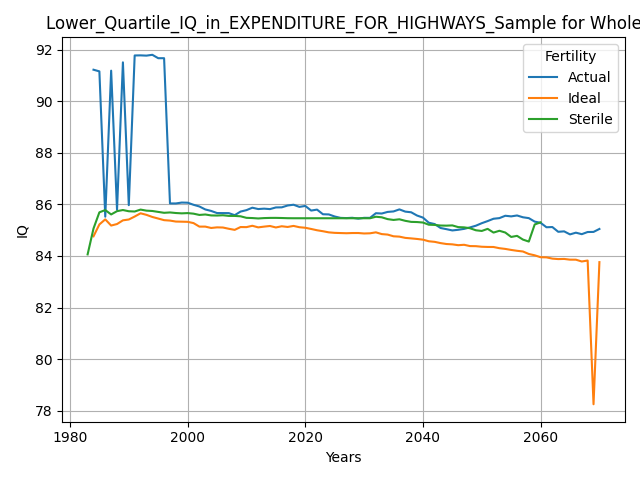 Lower_Quartile_IQ_in_EXPENDITURE_FOR_HIGHWAYS_Sample for Whole
92
90
88
86
84
82
80
78
IQ
Fertility
Actual
Ideal
Sterile
1980
2000
2020
2040
2060
Years